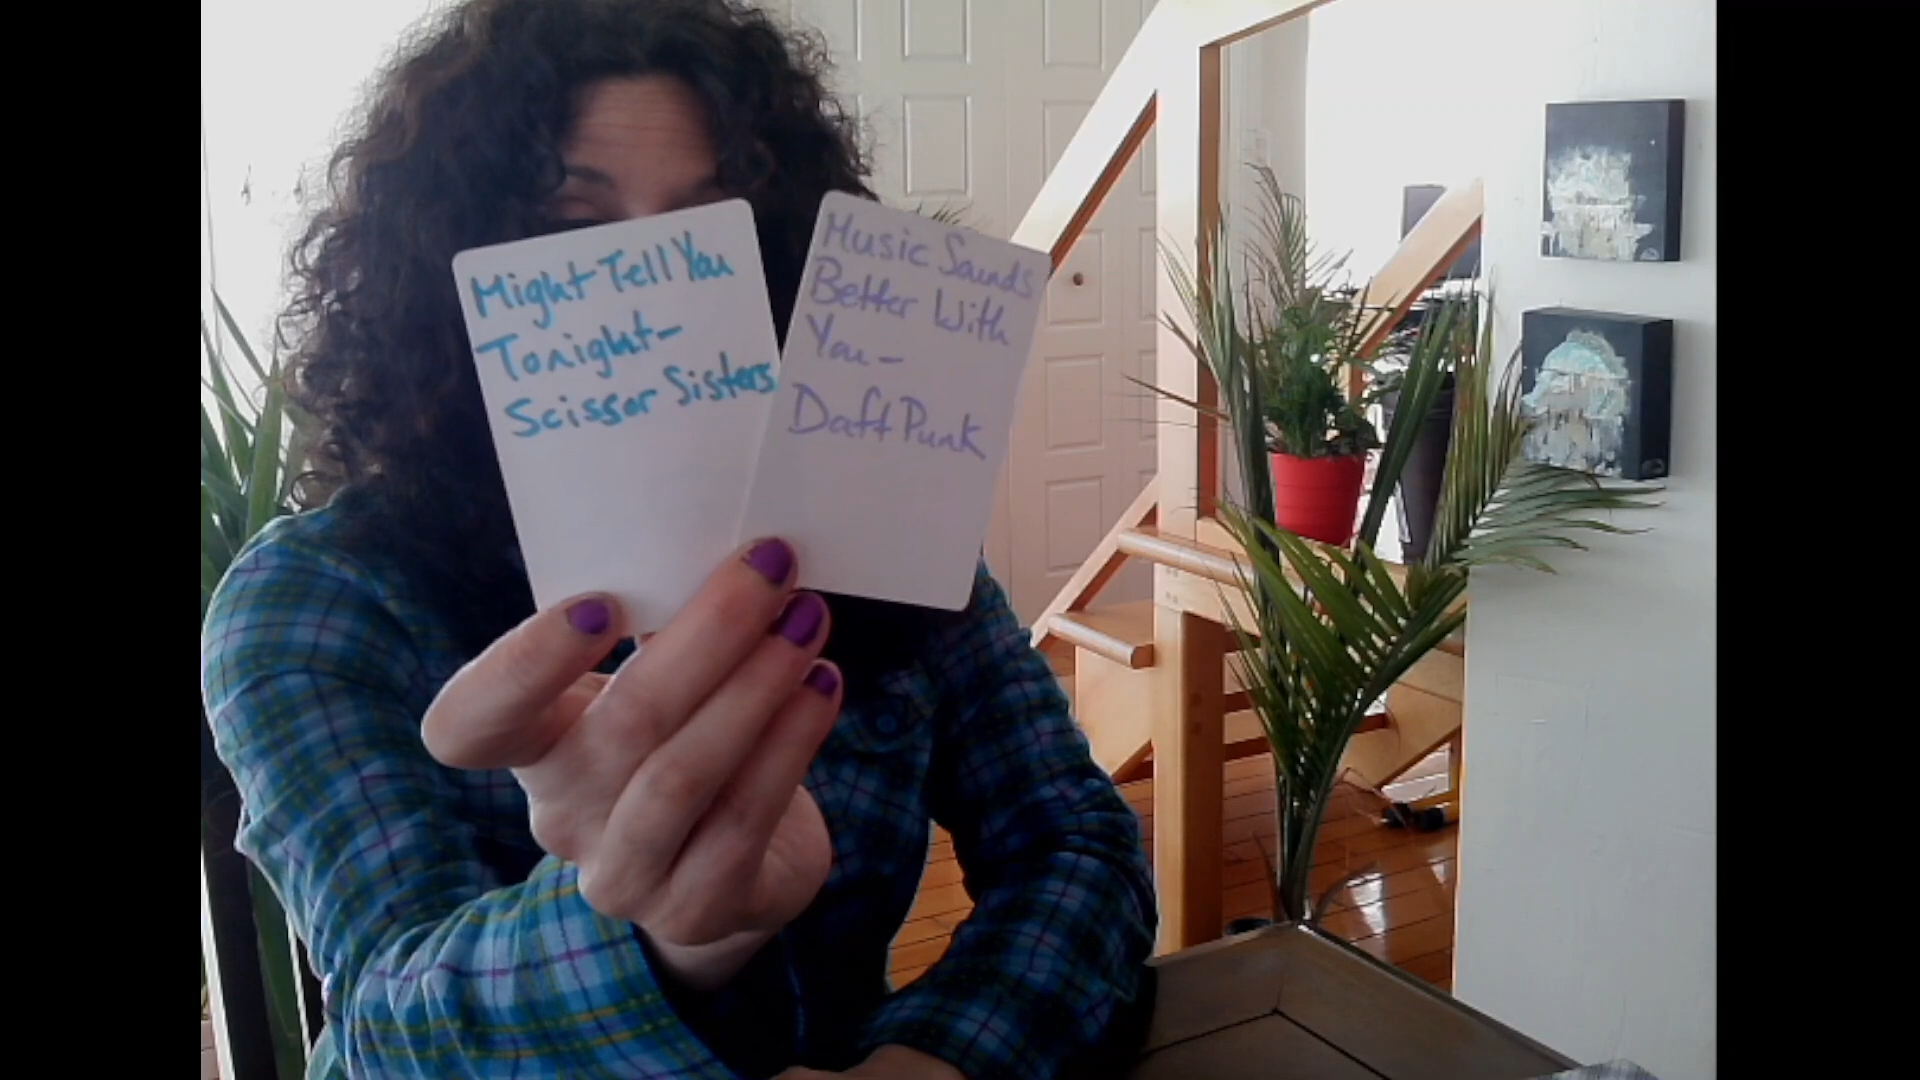 Might Tell You
Tonight-
Scissor Sisters
Music Sounds
Better With
You-
Daft Punk